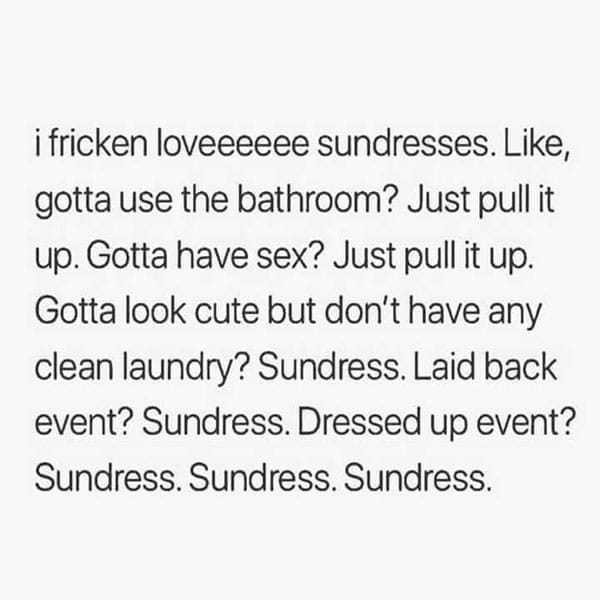 i fricken loveeeeee sundresses. Like,
gotta use the bathroom? Just pull it
up. Gotta have sex? Just pull it up.
Gotta look cute but don't have any
clean laundry? Sundress. Laid back
event? Sundress. Dressed up event?
Sundress. Sundress. Sundress.